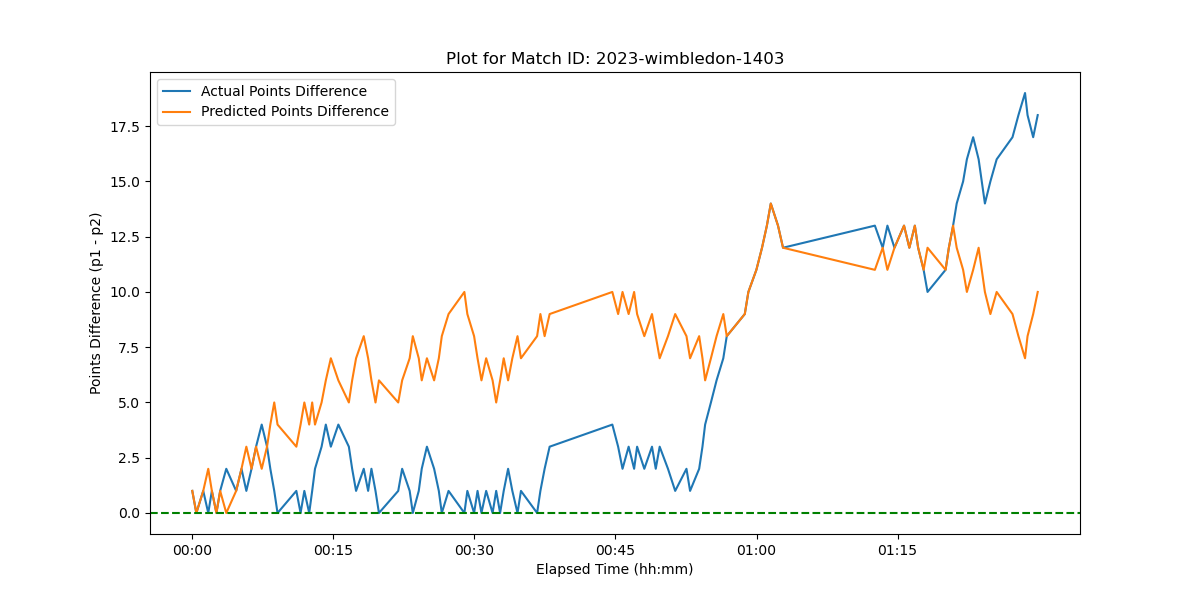 Plot for Match ID: 2023-wimbledon-1403
Actual Points Difference
Predicted Points Difference
17.5
15.0
12.5
10.0
7.5
5.0
2.5
0.0
Points Difference (p1 - p2)
00:00 00:15 00:30 00:45 01:00 01:15
Elapsed Time (hh:mm)